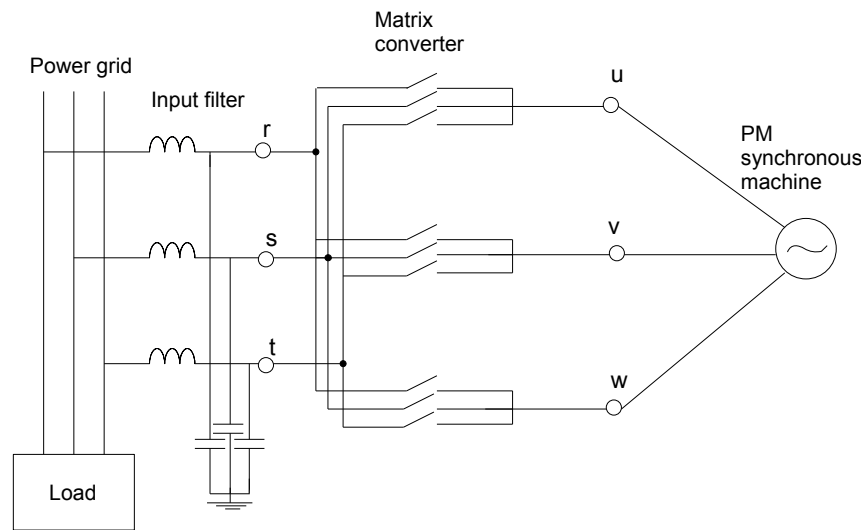 Matrix
converter
Power grid
Input filter
u
r
PM
synchronous
machine
s
v
t
w
Load